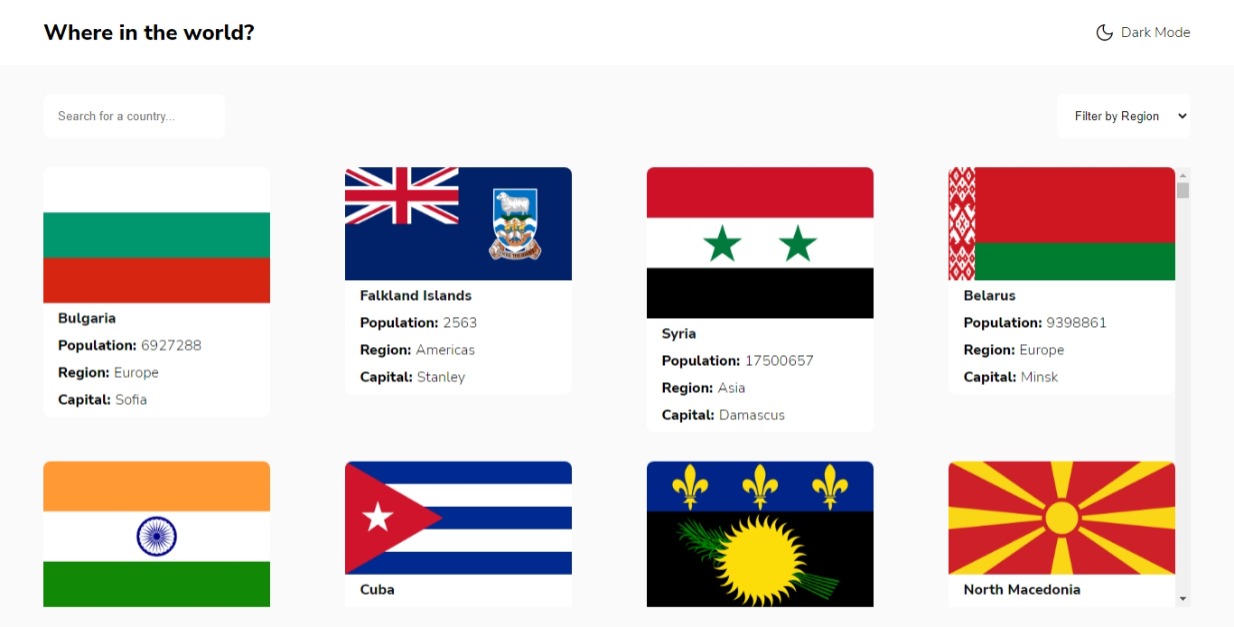 Where in the world?
Dark Mode
Search for a country...
Filter by Region
Bulgaria
Population: 6927288
Region: Europe
Capital: Sofia
Falkland Islands
Population: 2563
Region: Americas
Capital: Stanley
Syria
Population: 17500657
Region: Asia
Capital: Damascus
Belarus
Population: 9398861
Region: Europe
Capital: Minsk
Cuba
North Macedonia